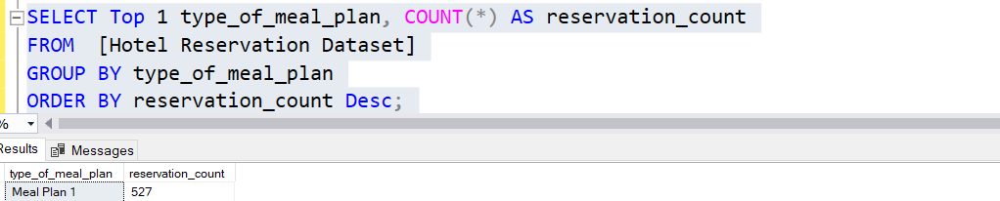 SELECT Top 1 type_of_meal_plan, COUNT(*) AS reservation_count
FROM  [Hotel Reservation Dataset]
GROUP BY type_of_meal_plan
ORDER BY reservation_count Desc;
%
Results Messages
type_of_meal_plan reservation_count
Meal Plan 1 527